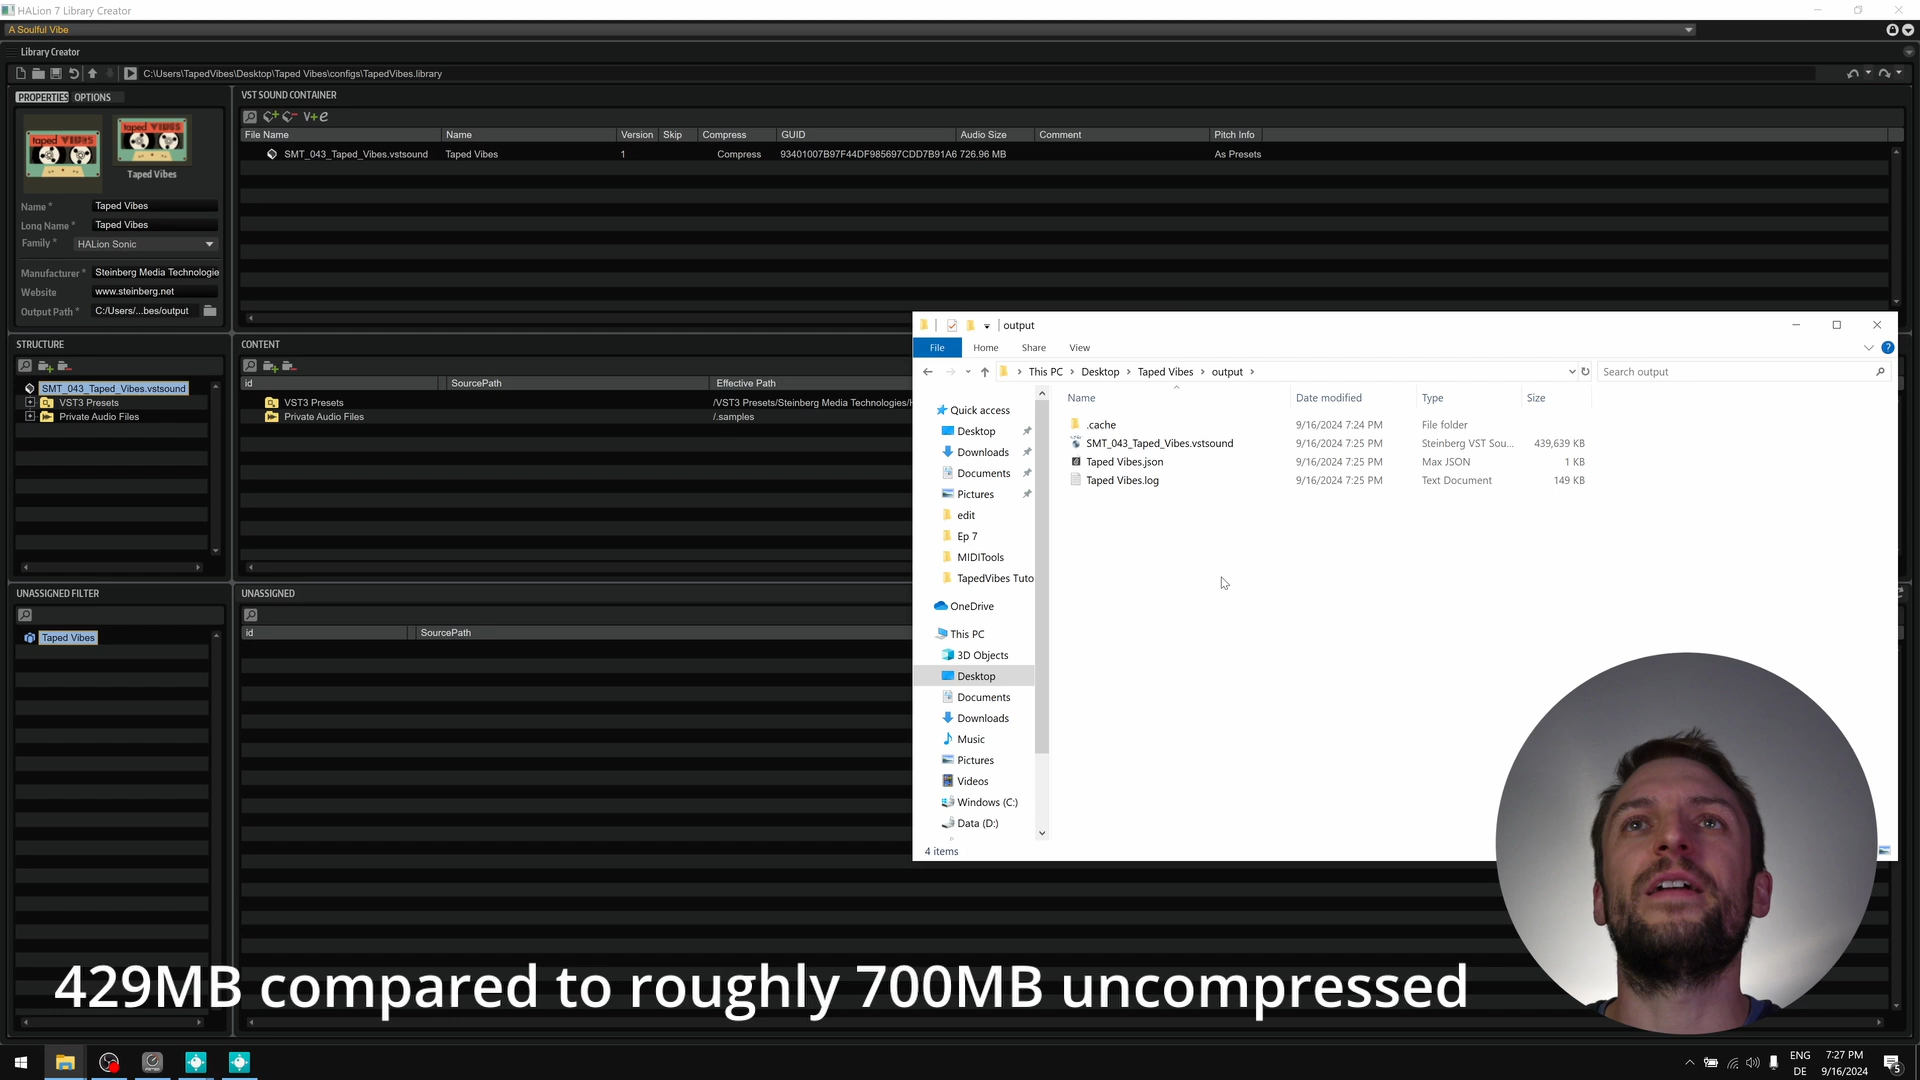 HALion 7 Library Creator
A Soulful Vibe
Library Creator
C:\Users\TapedVibes\Desktop\Taped Vibes\configs\TapedVibes.library
PROPERTIES OPTIONS
taped VIBES
taped VIBES
Taped Vibes
Name * Taped Vibes
Long Name * Taped Vibes
Family * HALion Sonic
Manufacturer * Steinberg Media Technologie
Website www.steinberg.net
Output Path * C:/Users/...bes/output
VST SOUND CONTAINER
File Name Name Version Skip Compress GUID Audio Size Comment Pitch Info
SMT_043_Taped_Vibes.vstsound Taped Vibes 1 Compress 93401007B97F44DF985697CDD7B91A6 726.96 MB As Presets
STRUCTURE
SMT_043_Taped_Vibes.vstsound
VST3 Presets
Private Audio Files
CONTENT
id SourcePath Effective Path
VST3 Presets /VST3 Presets/Steinberg Media Technologies/
Private Audio Files /.samples
UNASSIGNED FILTER
Taped Vibes
UNASSIGNED
id SourcePath
output
File Home Share View
This PC > Desktop > Taped Vibes > output >
Search output
Name Date modified Type Size
.cache 9/16/2024 7:24 PM File folder
SMT_043_Taped_Vibes.vstsound 9/16/2024 7:25 PM Steinberg VST Sou... 439,639 KB
Taped Vibes.json 9/16/2024 7:25 PM Max JSON 1 KB
Taped Vibes.log 9/16/2024 7:25 PM Text Document 149 KB
Quick access
Desktop
Downloads
Documents
Pictures
edit
Ep 7
MIDITools
TapedVibes Tuto
OneDrive
This PC
3D Objects
Desktop
Documents
Downloads
Music
Pictures
Videos
Windows (C:)
Data (D:)
4 items
429MB compared to roughly 700MB uncompressed
ENG
DE
7:27 PM
9/16/2024
5